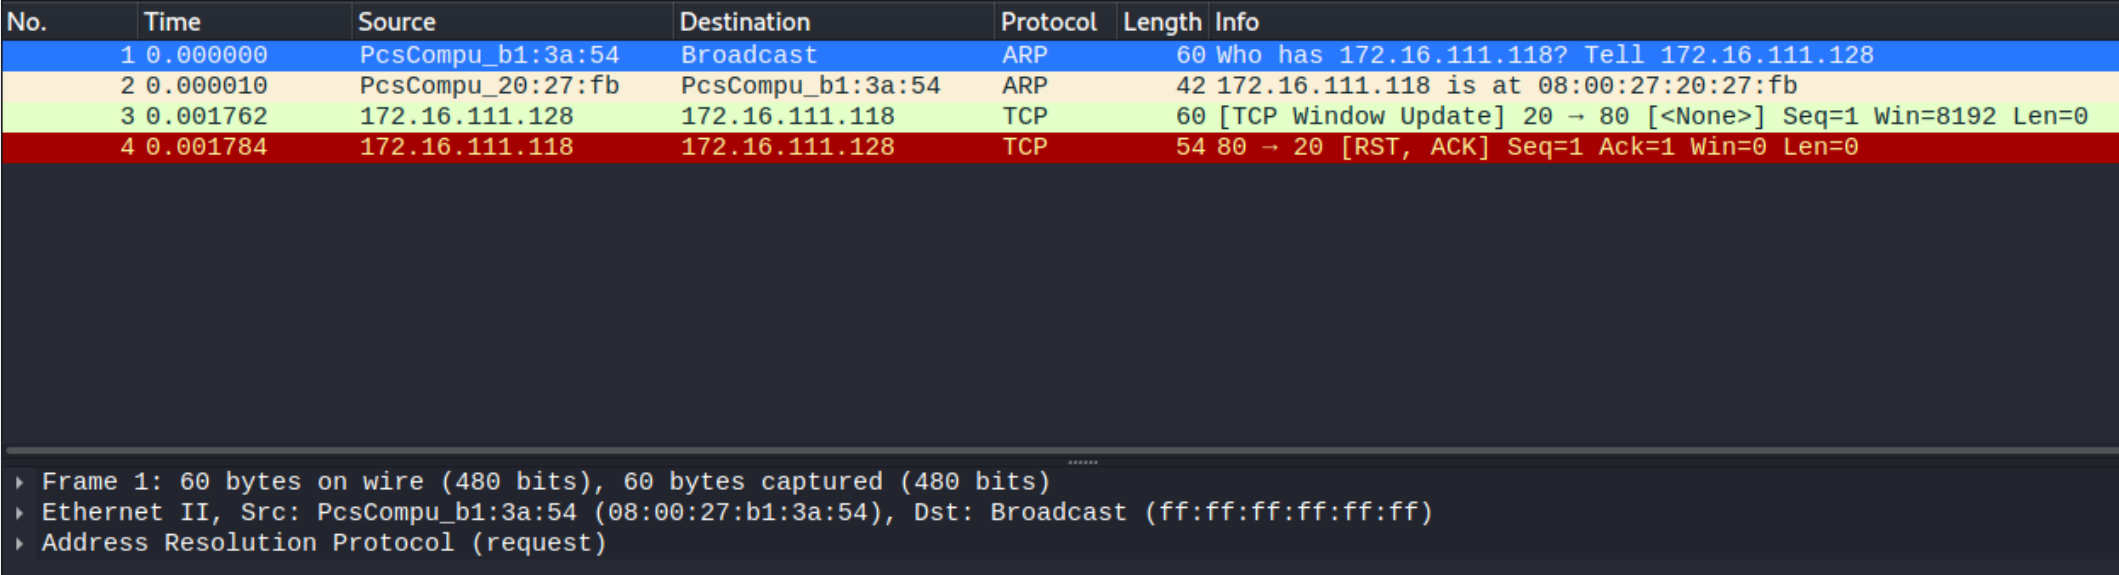 No. Time Source Destination Protocol Length Info
1 0.000000 PcsCompu_b1:3a:54 Broadcast ARP 60 Who has 172.16.111.118? Tell 172.16.111.128
2 0.000010 PcsCompu_20:27:fb PcsCompu_b1:3a:54 ARP 42 172.16.111.118 is at 08:00:27:20:27:fb
3 0.001762 172.16.111.128 172.16.111.118 TCP 60 [TCP Window Update] 20 → 80 [<None>] Seq=1 Win=8192 Len=0
4 0.001784 172.16.111.118 172.16.111.128 TCP 54 80 → 20 [RST, ACK] Seq=1 Ack=1 Win=0 Len=0
Frame 1: 60 bytes on wire (480 bits), 60 bytes captured (480 bits)
Ethernet II, Src: PcsCompu_b1:3a:54 (08:00:27:b1:3a:54), Dst: Broadcast (ff:ff:ff:ff:ff:ff)
Address Resolution Protocol (request)